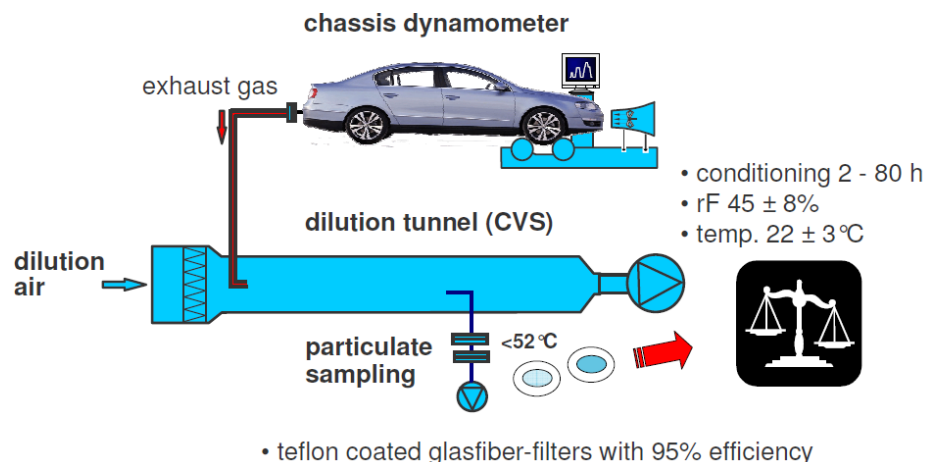 chassis dynamometer
exhaust gas
• conditioning 2 - 80 h
• rF 45 ± 8%
• temp. 22 ± 3°C
dilution tunnel (CVS)
dilution
air
particulate
sampling
<52°C
• teflon coated glasfiber-filters with 95% efficiency